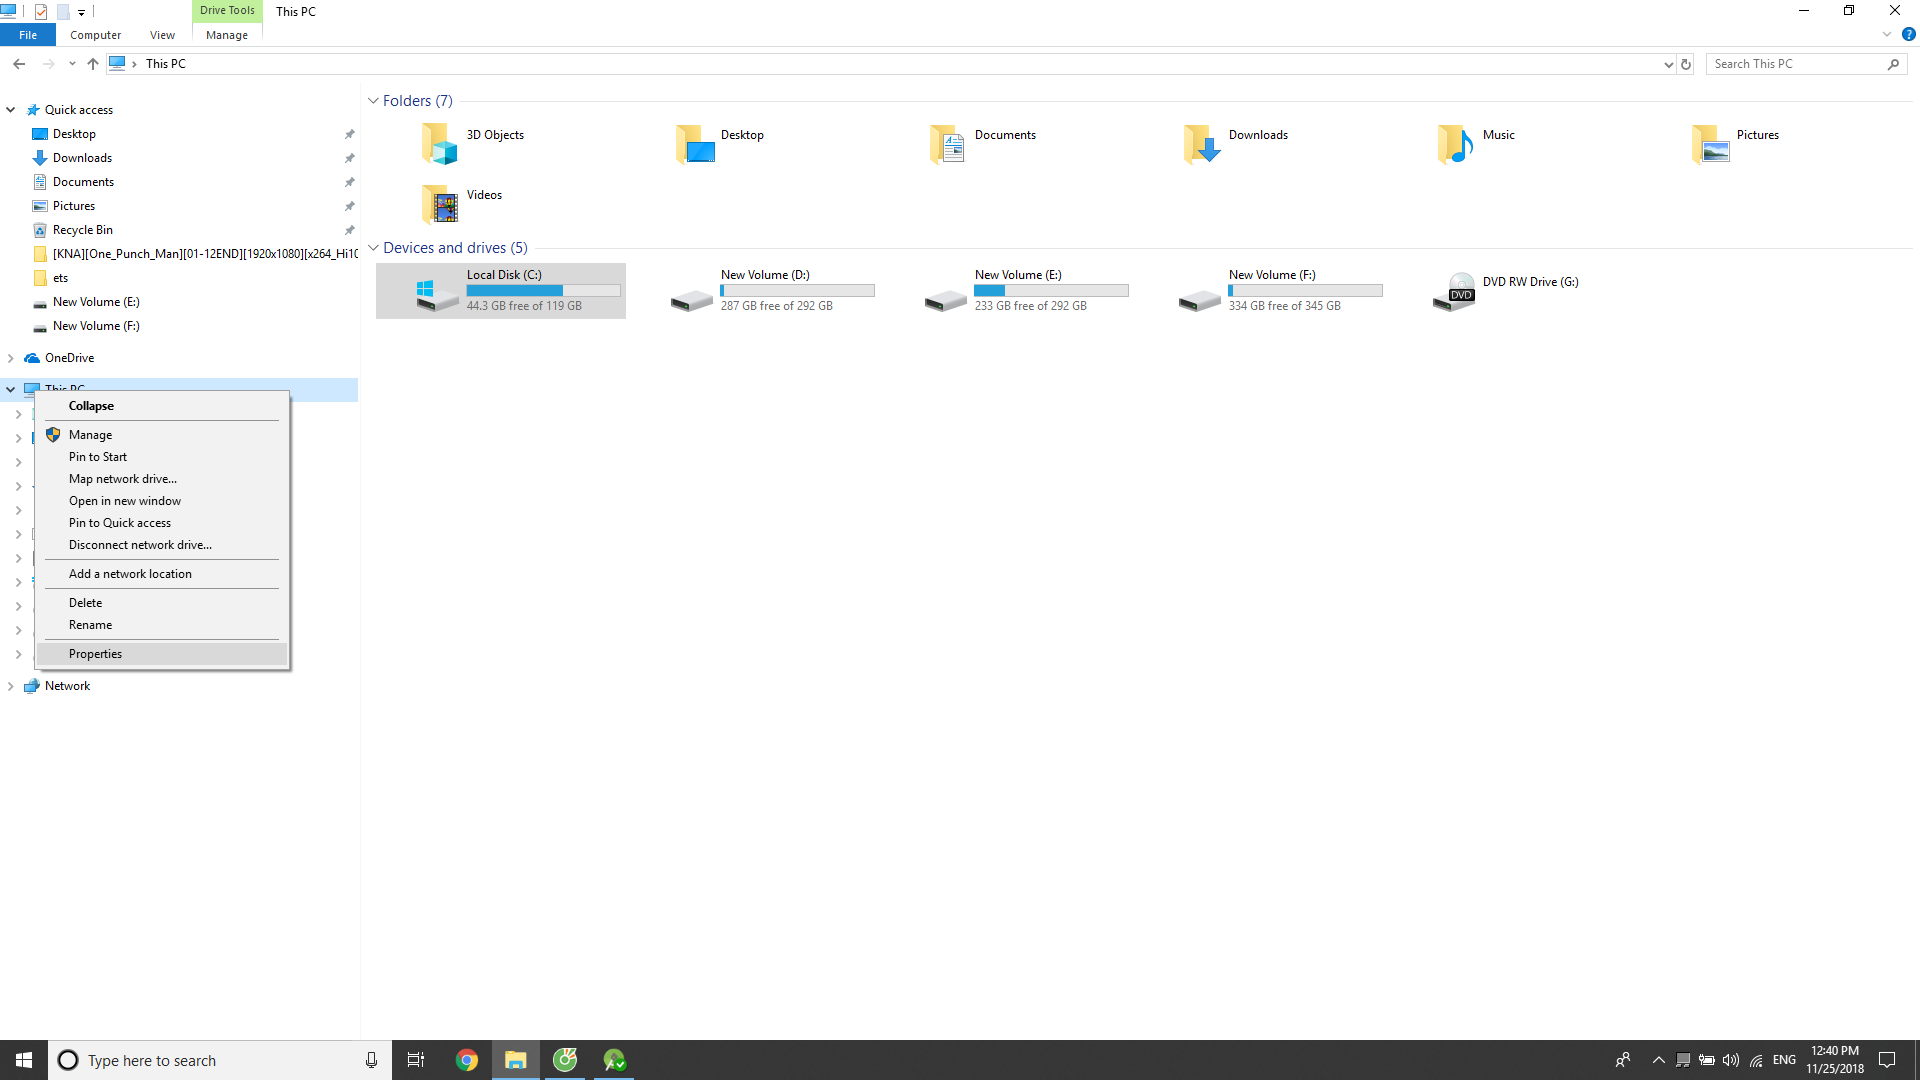 Drive Tools
This PC
File
Computer
View
Manage
This PC
Search This PC
Quick access
Desktop
Downloads
Documents
Pictures
Recycle Bin
[KNA][One_Punch_Man][01-12END][1920x1080][x264_Hi10
ets
New Volume (E:)
New Volume (F:)
OneDrive
This PC
Collapse
Manage
Pin to Start
Map network drive...
Open in new window
Pin to Quick access
Disconnect network drive...
Add a network location
Delete
Rename
Properties
Network
Folders (7)
3D Objects
Desktop
Documents
Downloads
Music
Pictures
Videos
Devices and drives (5)
Local Disk (C:)
44.3 GB free of 119 GB
New Volume (D:)
287 GB free of 292 GB
New Volume (E:)
233 GB free of 292 GB
New Volume (F:)
334 GB free of 345 GB
DVD
DVD RW Drive (G:)
Type here to search
ENG
12:40 PM
11/25/2018